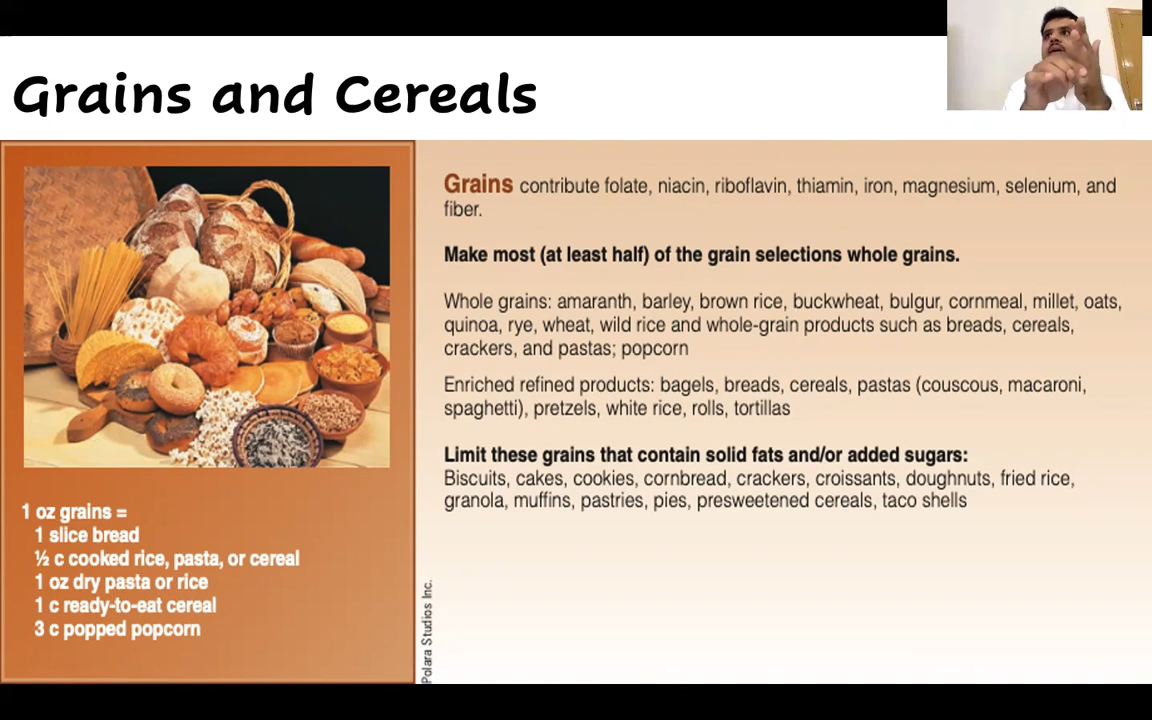 Grains and Cereals
Grains contribute folate, niacin, riboflavin, thiamin, iron, magnesium, selenium, and
fiber.
Make most (at least half) of the grain selections whole grains.
Whole grains: amaranth, barley, brown rice, buckwheat, bulgur, cornmeal, millet, oats,
quinoa, rye, wheat, wild rice and whole-grain products such as breads, cereals,
crackers, and pastas; popcorn
Enriched refined products: bagels, breads, cereals, pastas (couscous, macaroni,
spaghetti), pretzels, white rice, rolls, tortillas
Limit these grains that contain solid fats and/or added sugars:
Biscuits, cakes, cookies, cornbread, crackers, croissants, doughnuts, fried rice,
granola, muffins, pastries, pies, presweetened cereals, taco shells
1 oz grains =
1 slice bread
½ c cooked rice, pasta, or cereal
1 oz dry pasta or rice
1 c ready-to-eat cereal
3 c popped popcorn
Polara Studios Inc.